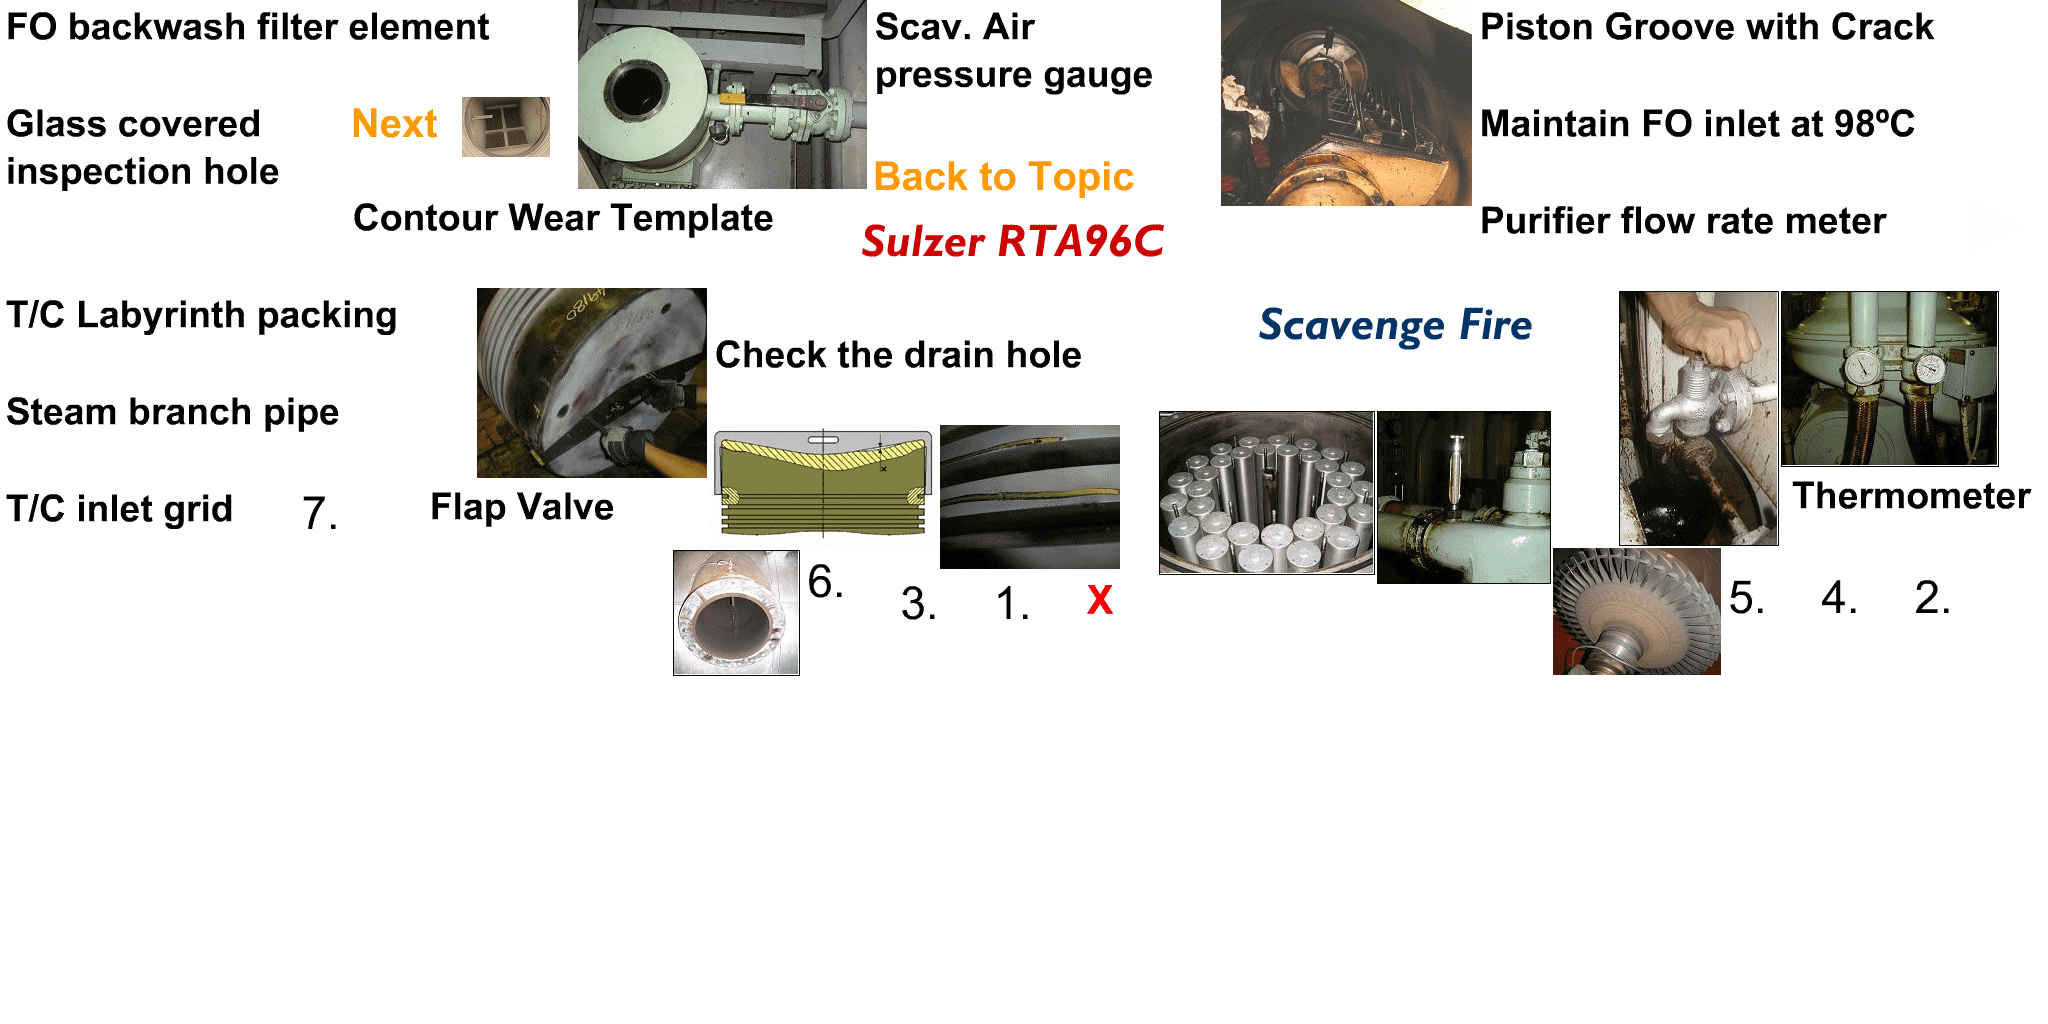 FO backwash filter element
Scav. Air
pressure gauge
Piston Groove with Crack
Glass covered
inspection hole
Next
Maintain FO inlet at 98ºC
Back to Topic
Contour Wear Template
Sulzer RTA96C
Purifier flow rate meter
T/C Labyrinth packing
Check the drain hole
Scavenge Fire
Steam branch pipe
T/C inlet grid
7.
Flap Valve
Thermometer
6.
3.
1.
X
5.
4.
2.